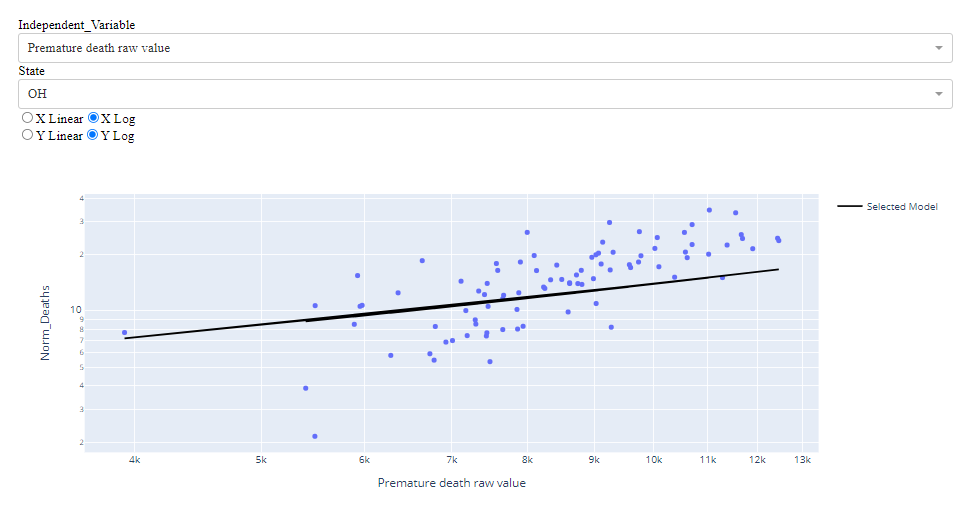 Independent_Variable
Premature death raw value
State
OH
X Linear X Log
Y Linear Y Log
Selected Model
4
3
2
10
9
8
7
6
5
4
3
2
Norm_Deaths
4k 5k 6k 7k 8k 9k 10k 11k 12k 13k
Premature death raw value